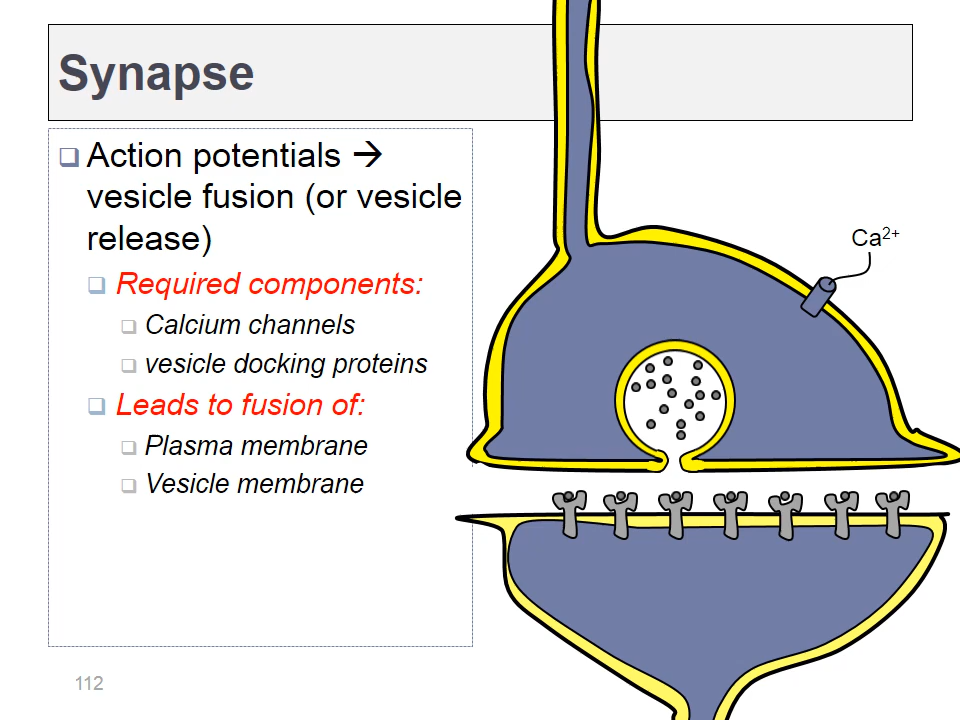 Synapse
Action potentials →
vesicle fusion (or vesicle
release)
Required components:
Calcium channels
vesicle docking proteins
Leads to fusion of:
Plasma membrane
Vesicle membrane
Ca²⁺
112